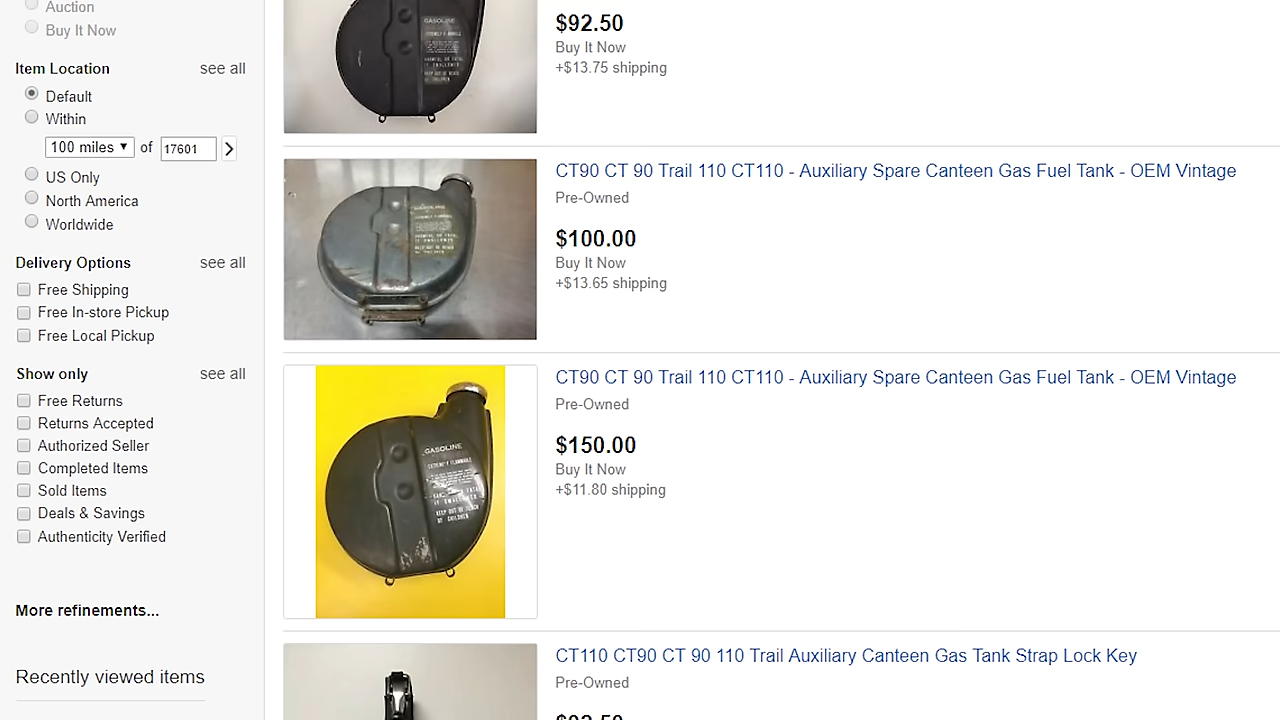 Auction
Buy It Now
Item Location see all
Default
Within
100 miles of 17601
US Only
North America
Worldwide
Delivery Options see all
Free Shipping
Free In-store Pickup
Free Local Pickup
Show only see all
Free Returns
Returns Accepted
Authorized Seller
Completed Items
Sold Items
Deals & Savings
Authenticity Verified
More refinements...
Recently viewed items
GASOLINE
$92.50
Buy It Now
+$13.75 shipping
CT90 CT 90 Trail 110 CT110 - Auxiliary Spare Canteen Gas Fuel Tank - OEM Vintage
Pre-Owned
$100.00
Buy It Now
+$13.65 shipping
CT90 CT 90 Trail 110 CT110 - Auxiliary Spare Canteen Gas Fuel Tank - OEM Vintage
Pre-Owned
$150.00
Buy It Now
+$11.80 shipping
GASOLINE
KEEP OUT OF REACH
OF CHILDREN
CT110 CT90 CT 90 110 Trail Auxiliary Canteen Gas Tank Strap Lock Key
Pre-Owned